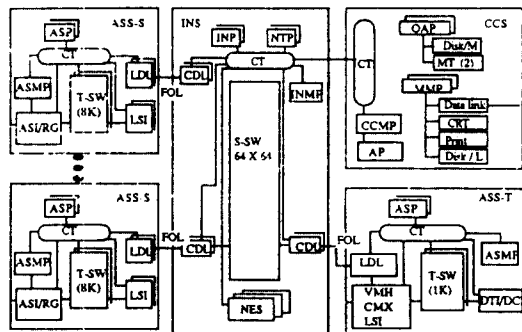 ASS-S
ASP
CT
LDL
ASMP
T-SW
(8K)
ASI/RG
LSI
FOL
ASS-S
ASP
CT
LDL
ASMP
T-SW
(8K)
ASI/RG
LSI
FOL
INS
INP
NTP
CT
CDL
INMP
S-SW
64 X 64
CDL
CDL
NES
FOL
CCS
OAP
Disk/M
MT (2)
CT
MMP
Data link
CRT
Print
Disk / L
CCMP
AP
ASS-T
ASP
CT
LDL
ASMP
T-SW
(1K)
VMH
CMX
LSI
DTI/DC